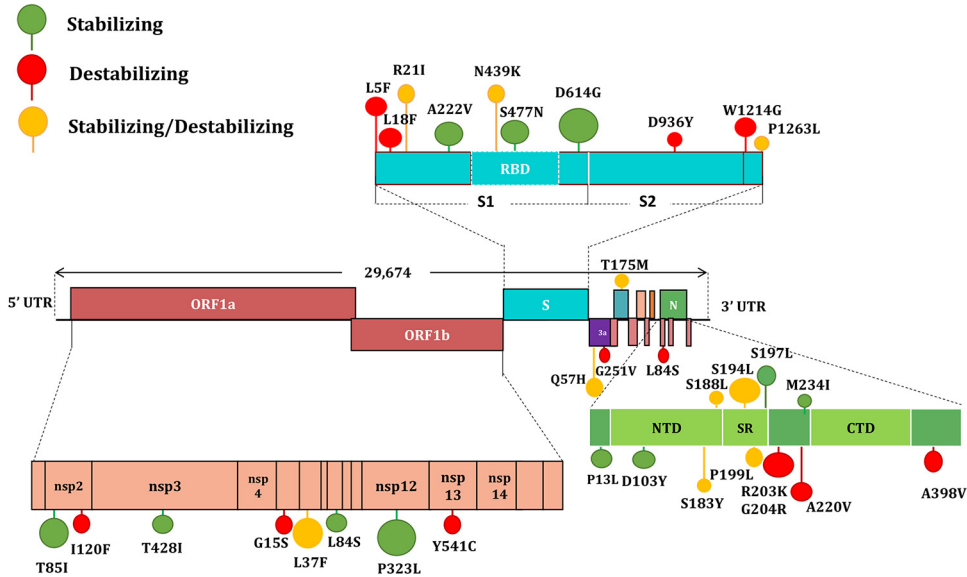 Stabilizing
Destabilizing
Stabilizing/Destabilizing
L5F
R21I
L18F
A222V
N439K
S477N
D614G
D936Y
W1214G
P1263L
RBD
S1
S2
29,674
5’ UTR
ORF1a
ORF1b
S
T175M
N
3’ UTR
3a
Q57H
G251V
L84S
S188L
S194L
S197L
M234I
NTD
SR
CTD
P13L
D103Y
S183Y
P199L
R203K
G204R
A220V
A398V
nsp2
nsp3
nsp
4
nsp12
nsp
13
nsp
14
T85I
I120F
T428I
G15S
L37F
L84S
P323L
Y541C